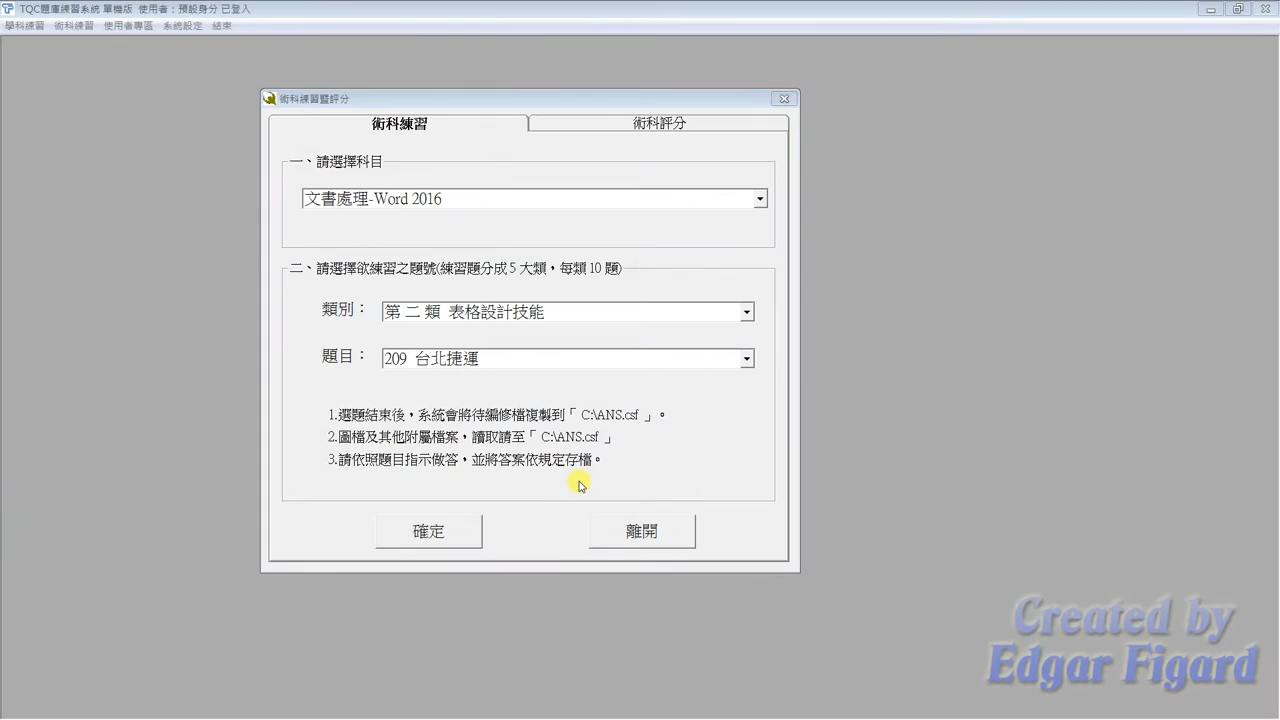 TQC題庫練習系統 單機版 使用者：預設身分 已登入
學科練習 術科練習 使用者專區 系統設定 結束
術科練習暨評分
術科練習 術科評分
一、請選擇科目
文書處理-Word 2016
二、請選擇欲練習之題號(練習題分成 5 大類，每類 10 題)
類別： 第 二 類 表格設計技能
題目： 209 台北捷運
1.選題結束後，系統會將待編修檔複製到「 C:\ANS.csf 」。
2.圖檔及其他附屬檔案，讀取請至「 C:\ANS.csf 」
3.請依照題目指示做答，並將答案依規定存檔。
確定 離開
Created by
Edgar Figard